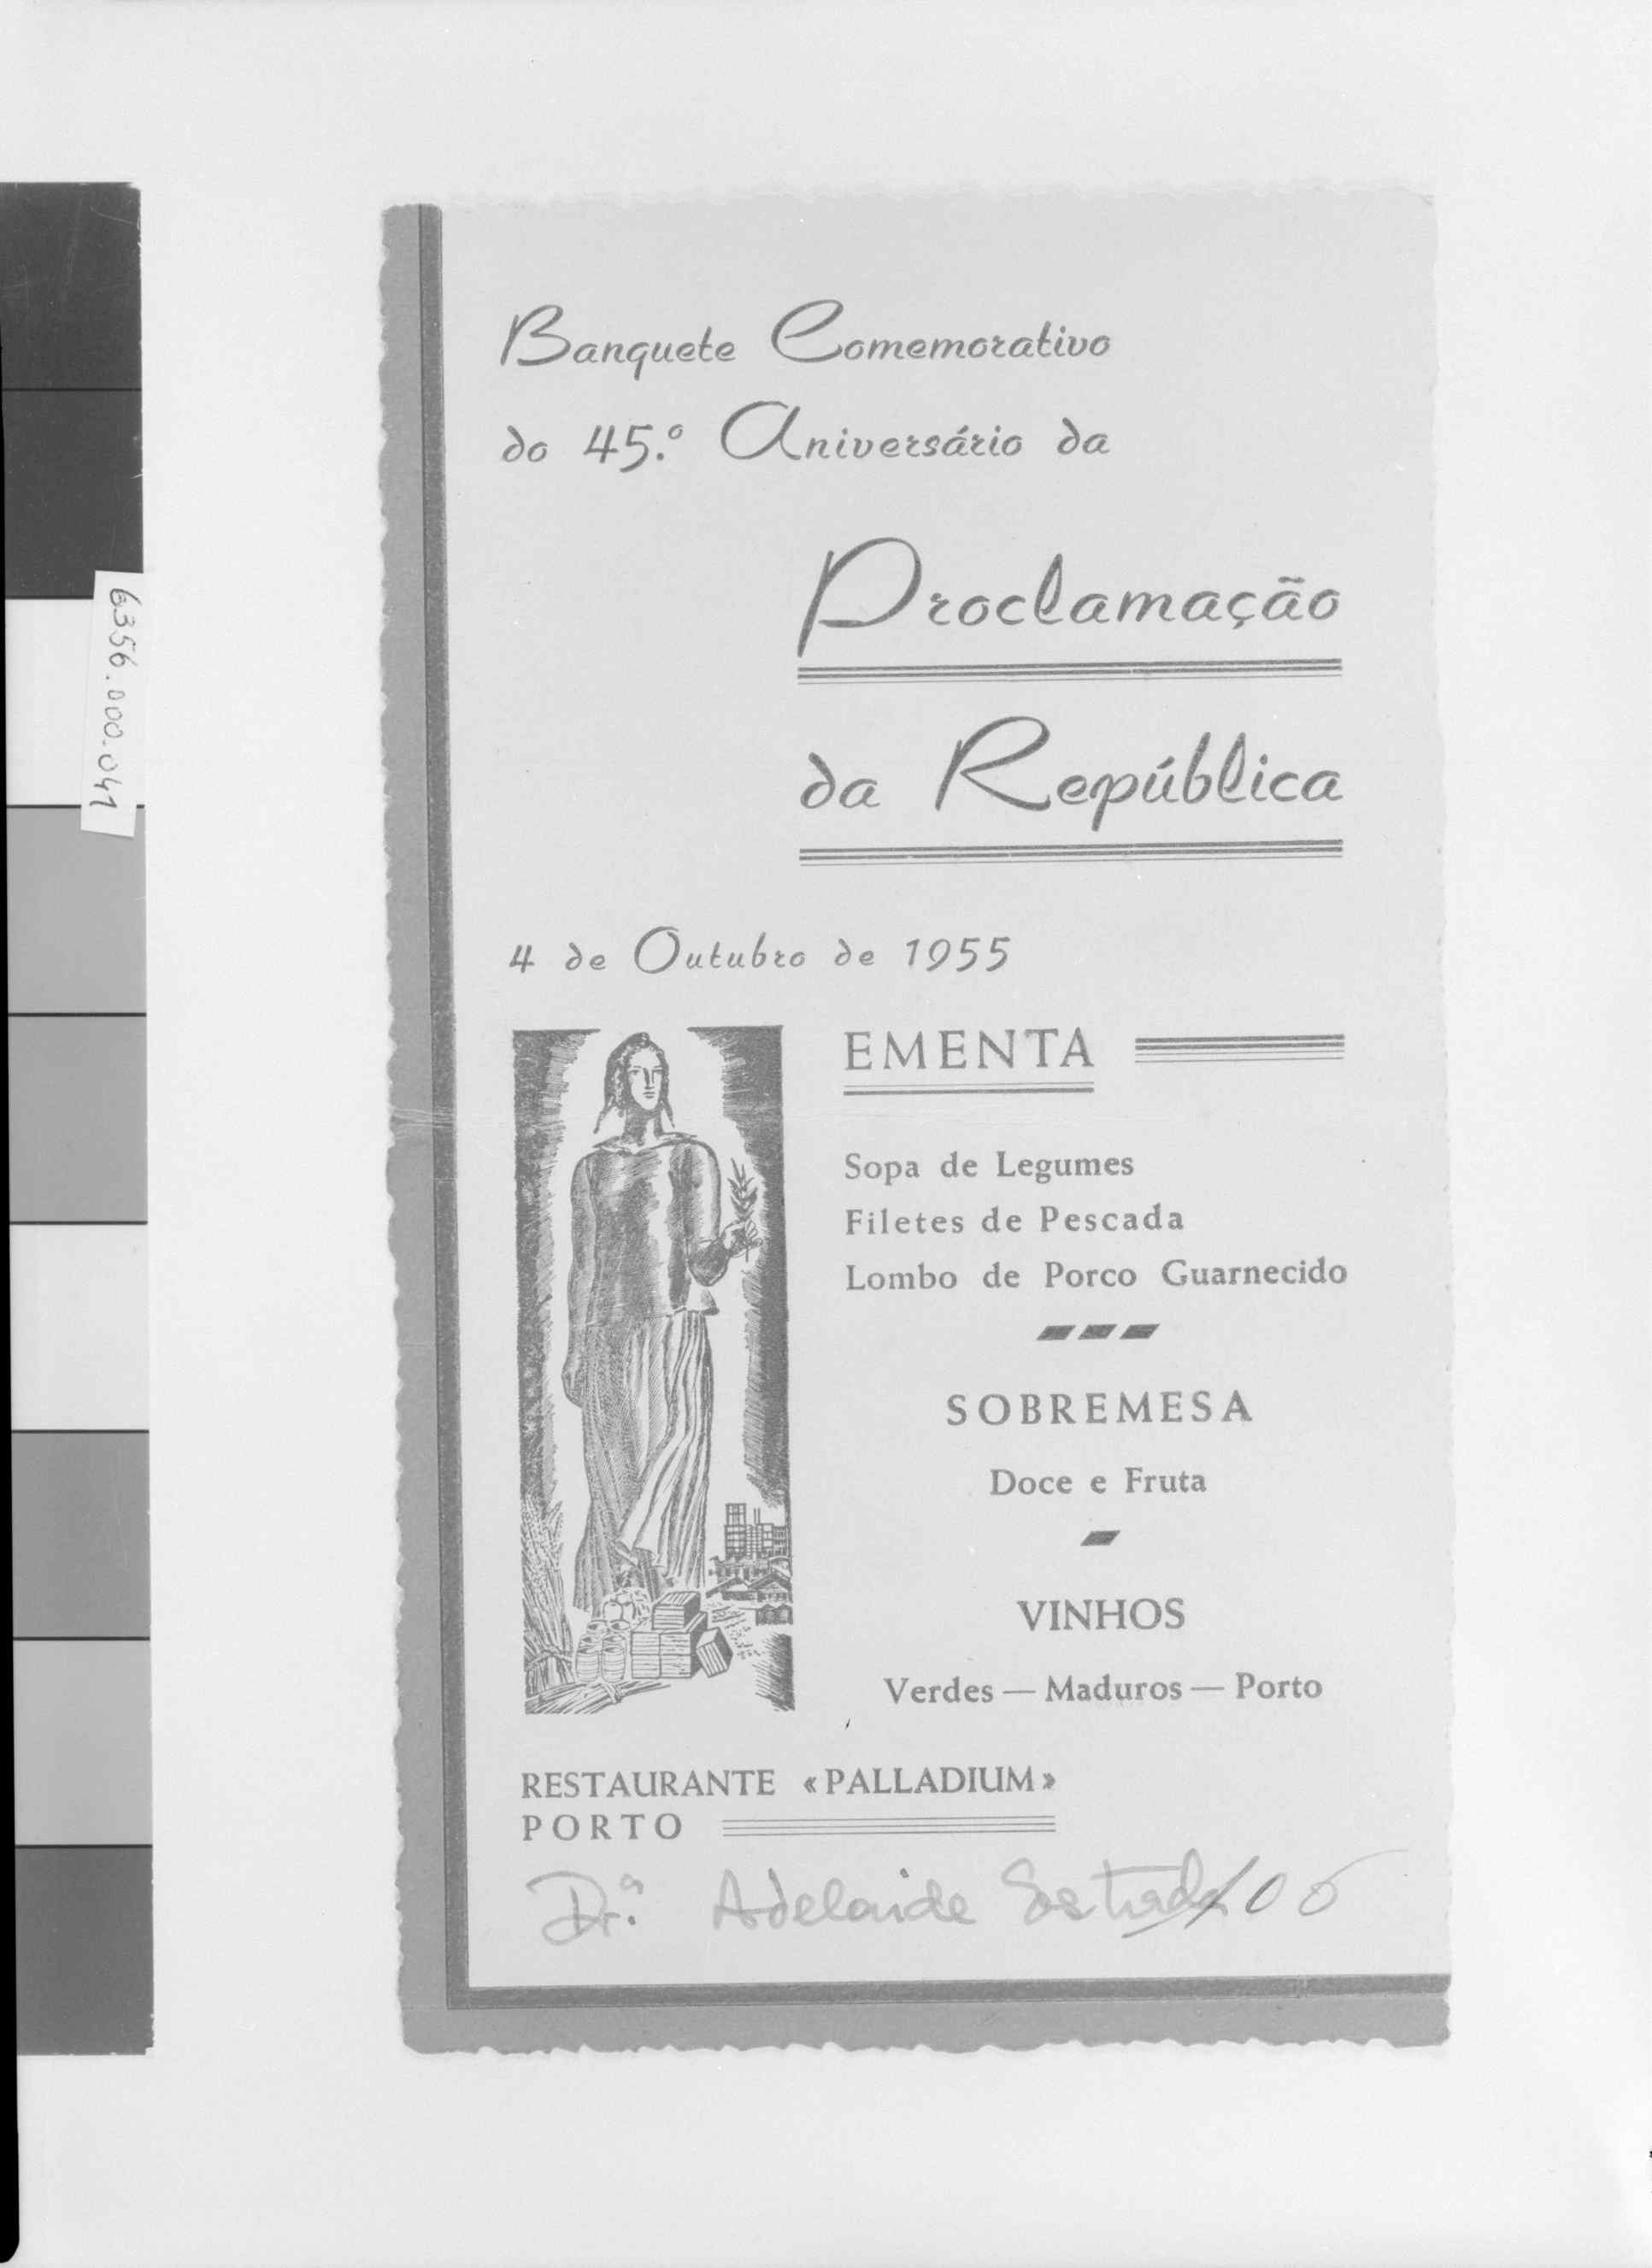 Banquete Comemorativo
do 45.º Aniversário da
Proclamação
da República
4 de Outubro de 1955
EMENTA
Sopa de Legumes
Filetes de Pescada
Lombo de Porco Guarnecido
SOBREMESA
Doce e Fruta
VINHOS
Verdes — Maduros — Porto
RESTAURANTE «PALLADIUM»
PORTO
Dr.ª Adelaide Estrada
6356.000.041